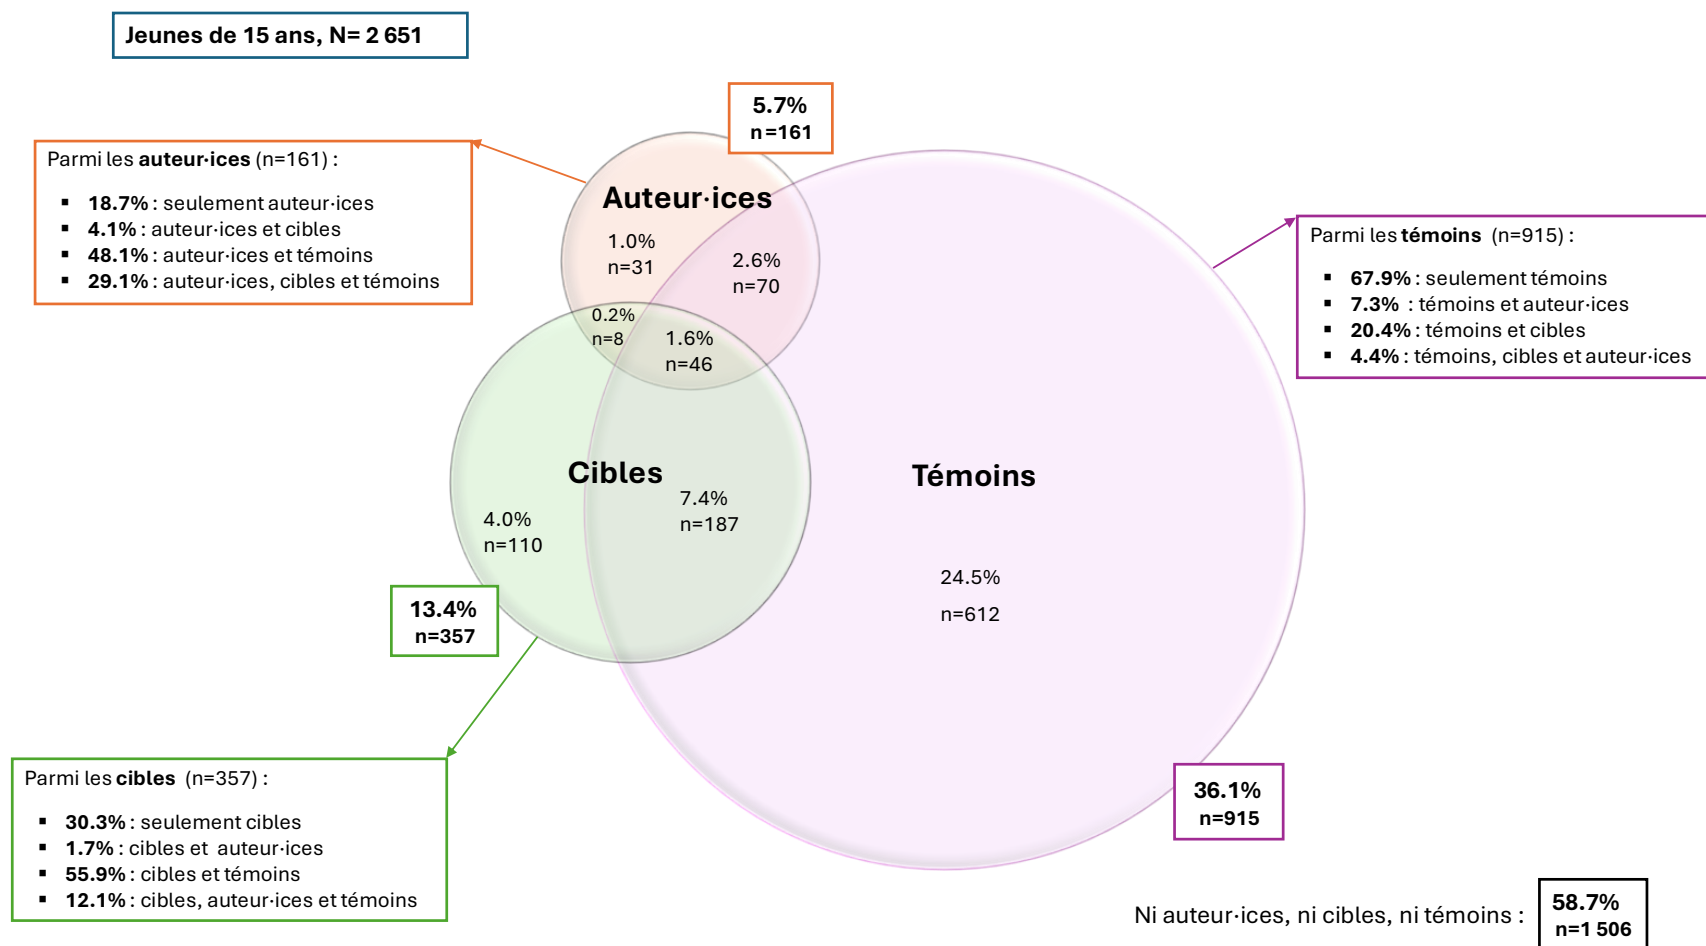 Jeunes de 15 ans, N= 2 651
5.7%
n=161
Parmi les auteur·ices (n=161) :
▪ 18.7% : seulement auteur·ices
▪ 4.1% : auteur·ices et cibles
▪ 48.1% : auteur·ices et témoins
▪ 29.1% : auteur·ices, cibles et témoins
Auteur·ices
1.0%
n=31
2.6%
n=70
0.2%
n=8
1.6%
n=46
Parmi les témoins (n=915) :
▪ 67.9% : seulement témoins
▪ 7.3% : témoins et auteur·ices
▪ 20.4% : témoins et cibles
▪ 4.4% : témoins, cibles et auteur·ices
Cibles
4.0%
n=110
7.4%
n=187
Témoins
24.5%
n=612
13.4%
n=357
Parmi les cibles (n=357) :
▪ 30.3% : seulement cibles
▪ 1.7% : cibles et auteur·ices
▪ 55.9% : cibles et témoins
▪ 12.1% : cibles, auteur·ices et témoins
36.1%
n=915
Ni auteur·ices, ni cibles, ni témoins :
58.7%
n=1 506